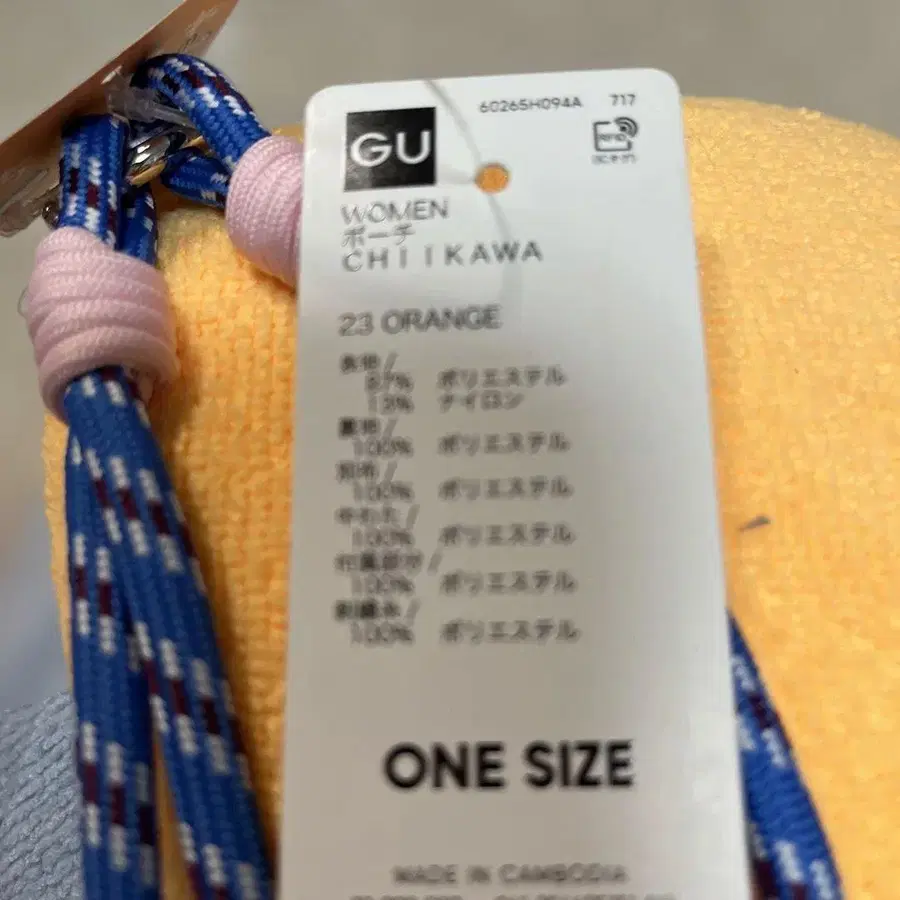 60265H094A 717
GU
RFID
WOMEN
ポーチ
CHIIKAWA
23 ORANGE
表地/
87% ポリエステル
13% ナイロン
裏地/
100% ポリエステル
別布/
100% ポリエステル
中わた/
100% ポリエステル
付属部分/
100% ポリエステル
刺繍糸/
100% ポリエステル
ONE SIZE
MADE IN CAMBODIA